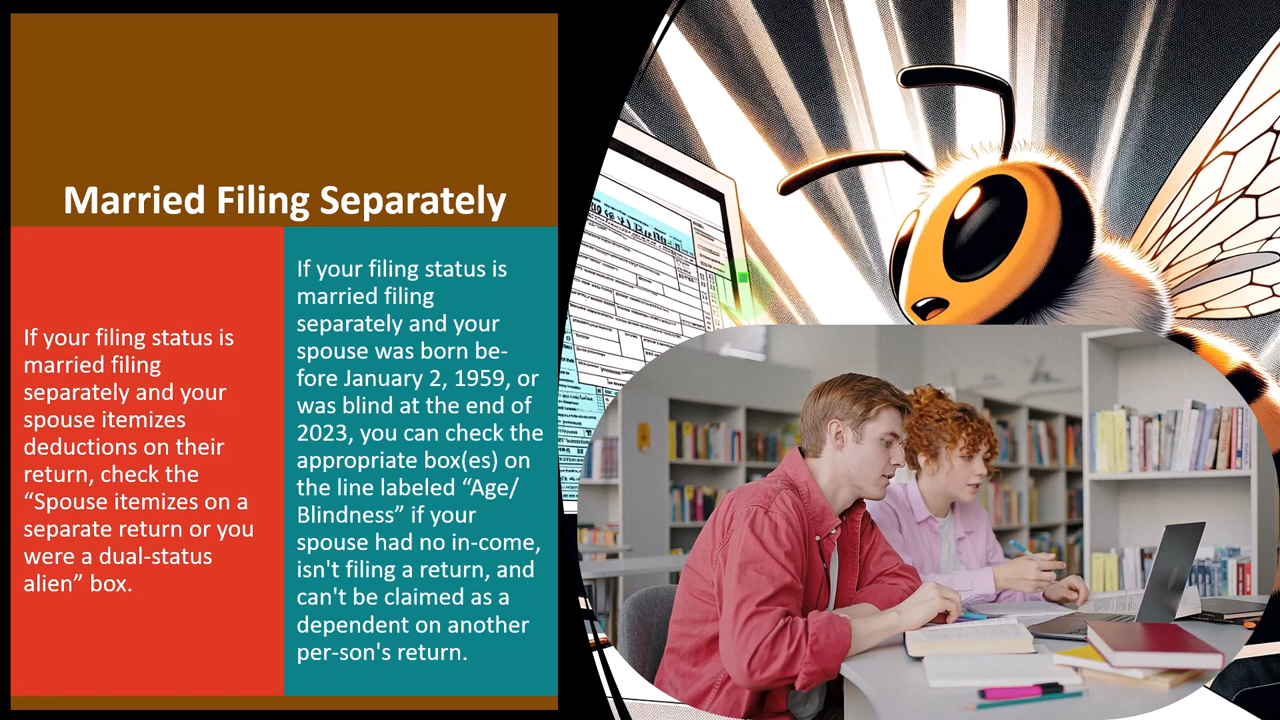 Married Filing Separately
If your filing status is
married filing
separately and your
spouse itemizes
deductions on their
return, check the
“Spouse itemizes on a
separate return or you
were a dual-status
alien” box.
If your filing status is
married filing
separately and your
spouse was born be-
fore January 2, 1959, or
was blind at the end of
2023, you can check the
appropriate box(es) on
the line labeled “Age/
Blindness” if your
spouse had no in-come,
isn't filing a return, and
can't be claimed as a
dependent on another
per-son's return.